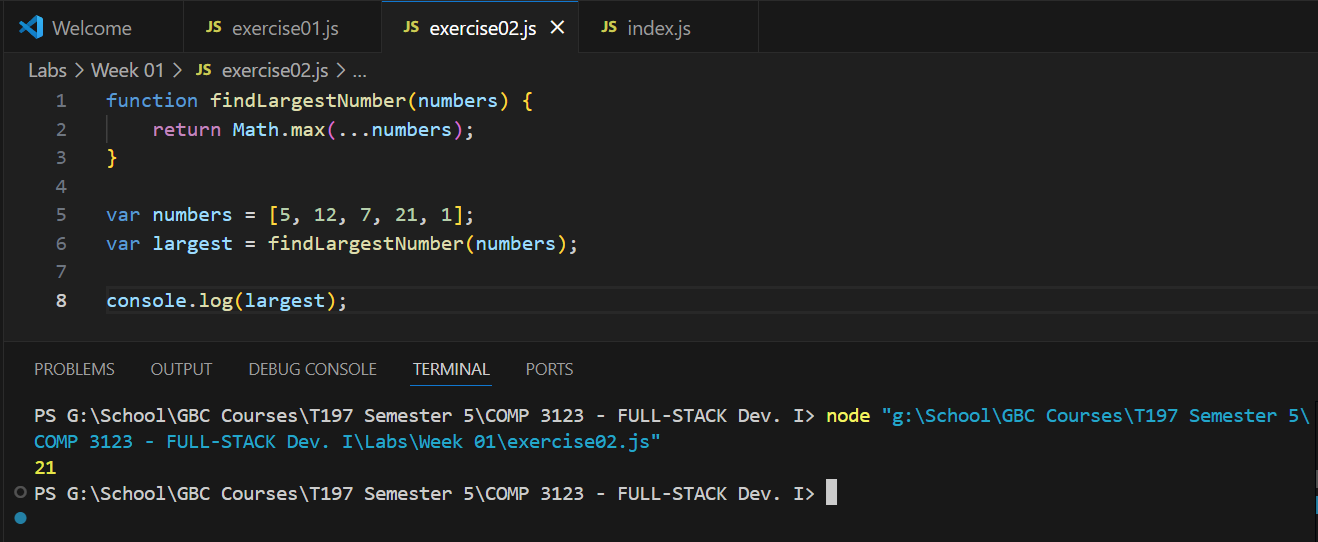 Welcome JS exercise01.js JS exercise02.js JS index.js
Labs > Week 01 > JS exercise02.js > ...
1 function findLargestNumber(numbers) {
2     return Math.max(...numbers);
3 }
4
5 var numbers = [5, 12, 7, 21, 1];
6 var largest = findLargestNumber(numbers);
7
8 console.log(largest);
PROBLEMS OUTPUT DEBUG CONSOLE TERMINAL PORTS
PS G:\School\GBC Courses\T197 Semester 5\COMP 3123 - FULL-STACK Dev. I> node "g:\School\GBC Courses\T197 Semester 5\
COMP 3123 - FULL-STACK Dev. I\Labs\Week 01\exercise02.js"
21
PS G:\School\GBC Courses\T197 Semester 5\COMP 3123 - FULL-STACK Dev. I>